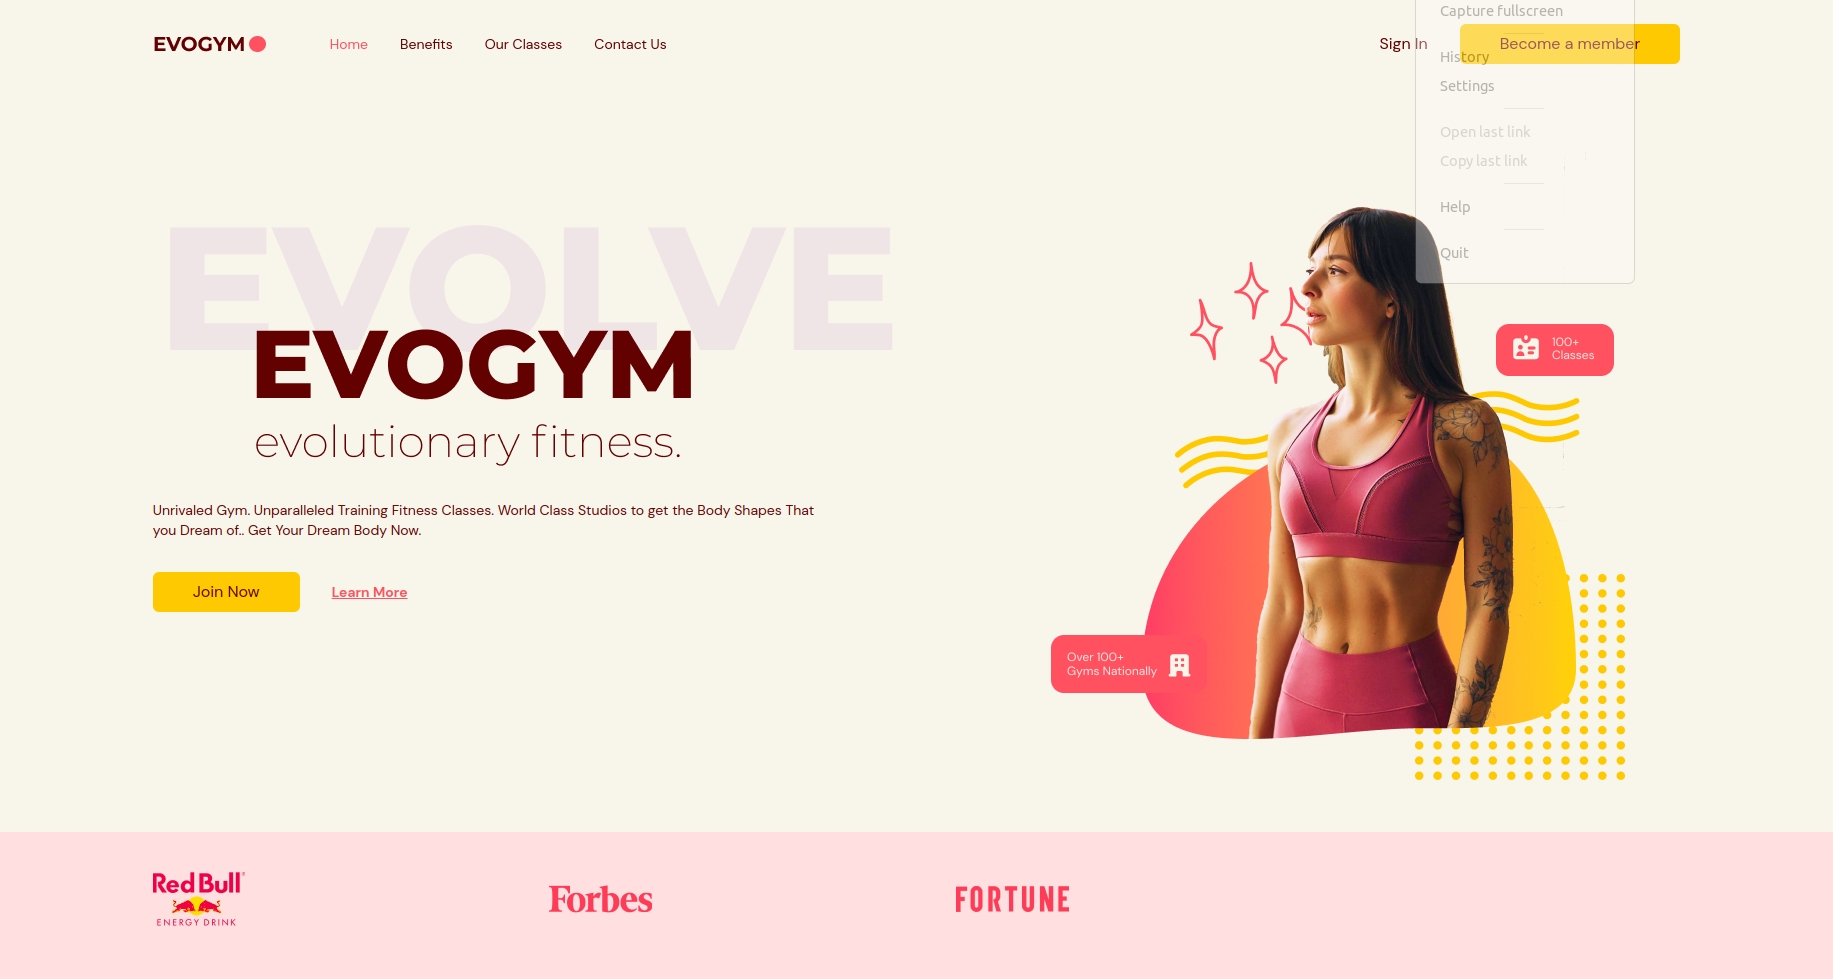 EVOGYM
Home
Benefits
Our Classes
Contact Us
Sign In
Become a member
Capture fullscreen
History
Settings
Open last link
Copy last link
Help
Quit
EVOLVE
EVOGYM
evolutionary fitness.
Unrivaled Gym. Unparalleled Training Fitness Classes. World Class Studios to get the Body Shapes That
you Dream of.. Get Your Dream Body Now.
Join Now
Learn More
100+
Classes
Over 100+
Gyms Nationally
Red Bull
ENERGY DRINK
Forbes
FORTUNE